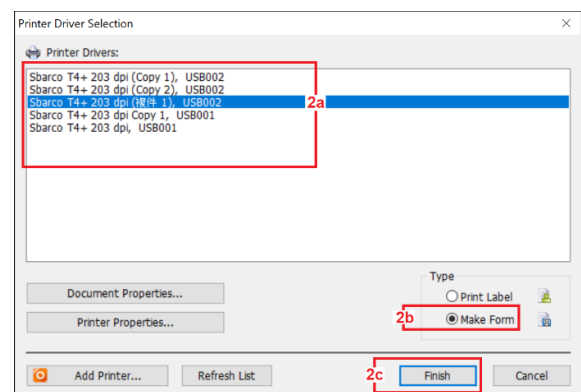 Printer Driver Selection
Printer Drivers:
Sbarco T4+ 203 dpi (Copy 1), USB002
Sbarco T4+ 203 dpi (Copy 2), USB002
Sbarco T4+ 203 dpi (複件 1), USB002
2a
Sbarco T4+ 203 dpi Copy 1, USB001
Sbarco T4+ 203 dpi, USB001
Type
Document Properties...
Print Label
Printer Properties...
2b
Make Form
Add Printer...
Refresh List
2c
Finish
Cancel